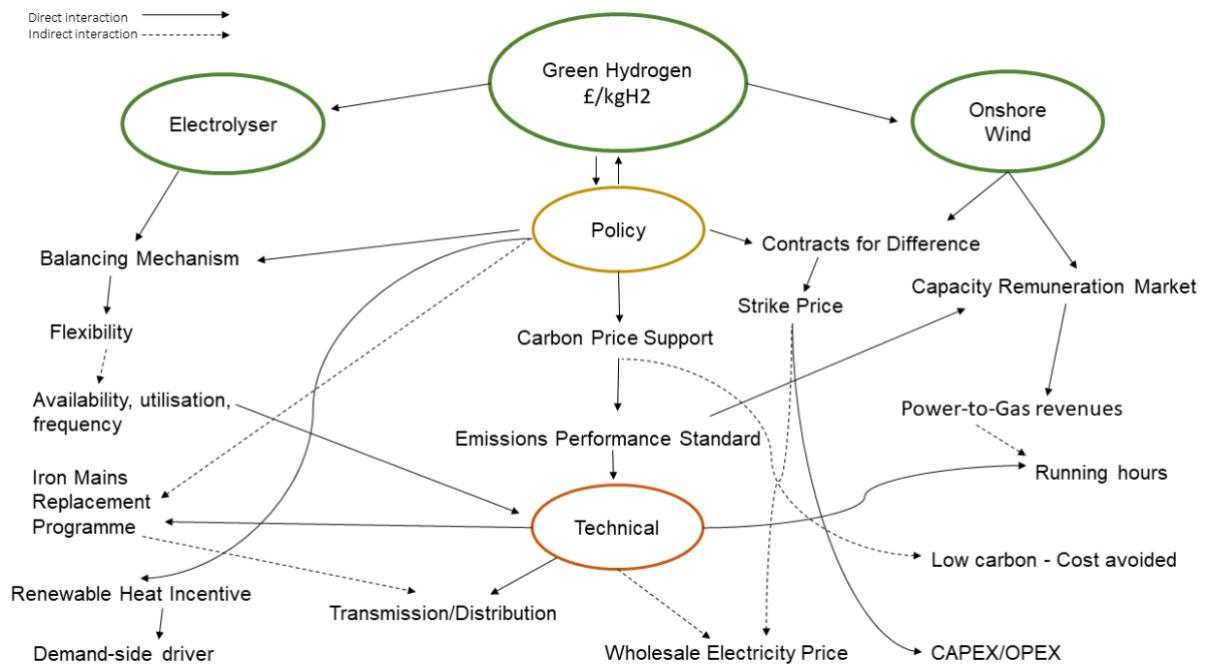 Direct interaction
Indirect interaction
Green Hydrogen
£/kgH2
Electrolyser
Onshore
Wind
Policy
Balancing Mechanism
Contracts for Difference
Capacity Remuneration Market
Strike Price
Flexibility
Carbon Price Support
Availability, utilisation,
frequency
Power-to-Gas revenues
Emissions Performance Standard
Iron Mains
Replacement
Programme
Running hours
Technical
Low carbon - Cost avoided
Renewable Heat Incentive
Transmission/Distribution
Demand-side driver
Wholesale Electricity Price
CAPEX/OPEX